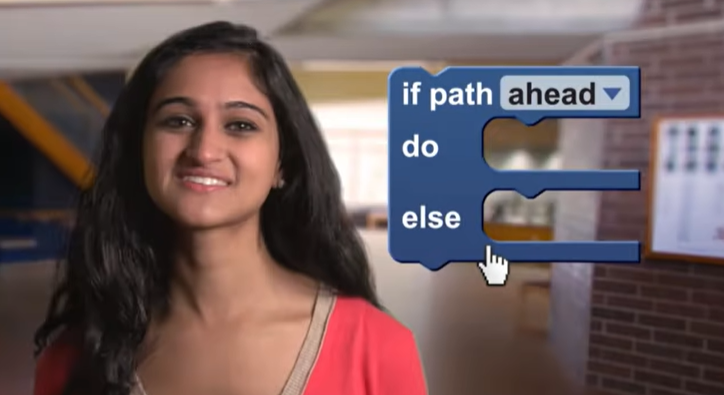 if path ahead
do
else